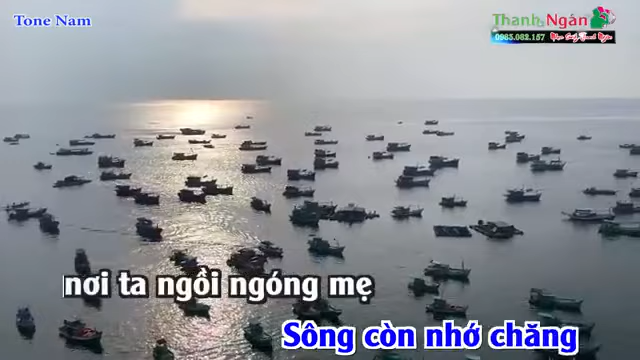 Tone Nam
Thanh Ngân
0985.082.157
nơi ta ngồi ngóng mẹ
Sông còn nhớ chăng